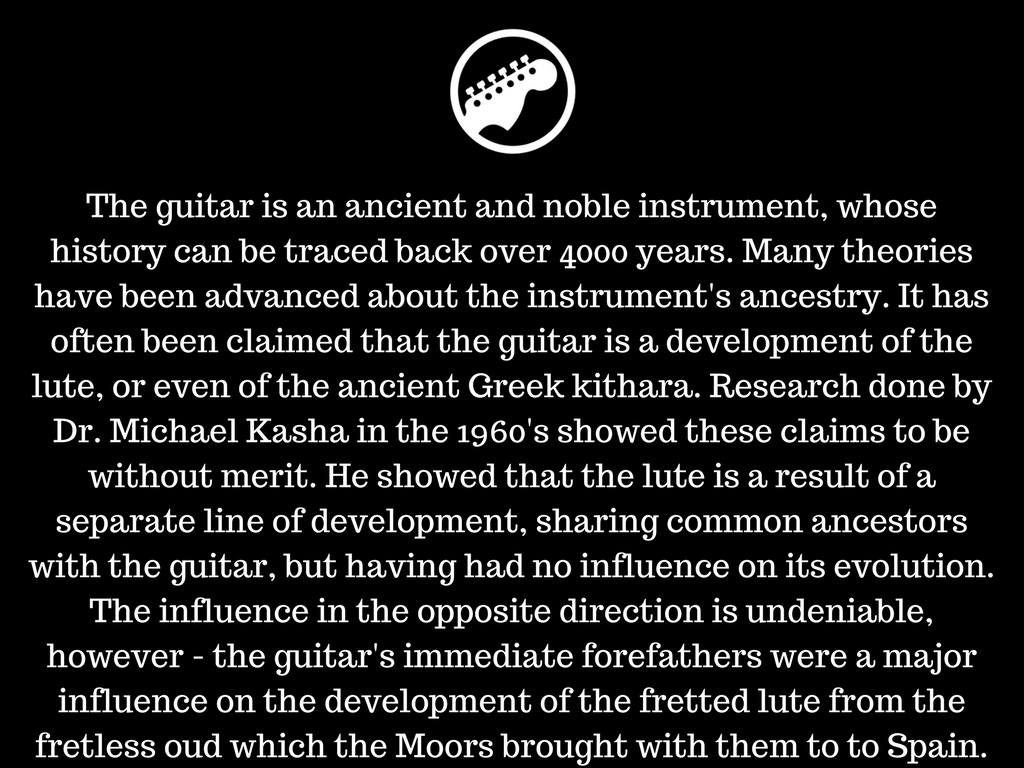 The guitar is an ancient and noble instrument, whose
history can be traced back over 4000 years. Many theories
have been advanced about the instrument's ancestry. It has
often been claimed that the guitar is a development of the
lute, or even of the ancient Greek kithara. Research done by
Dr. Michael Kasha in the 1960's showed these claims to be
without merit. He showed that the lute is a result of a
separate line of development, sharing common ancestors
with the guitar, but having had no influence on its evolution.
The influence in the opposite direction is undeniable,
however - the guitar's immediate forefathers were a major
influence on the development of the fretted lute from the
fretless oud which the Moors brought with them to to Spain.